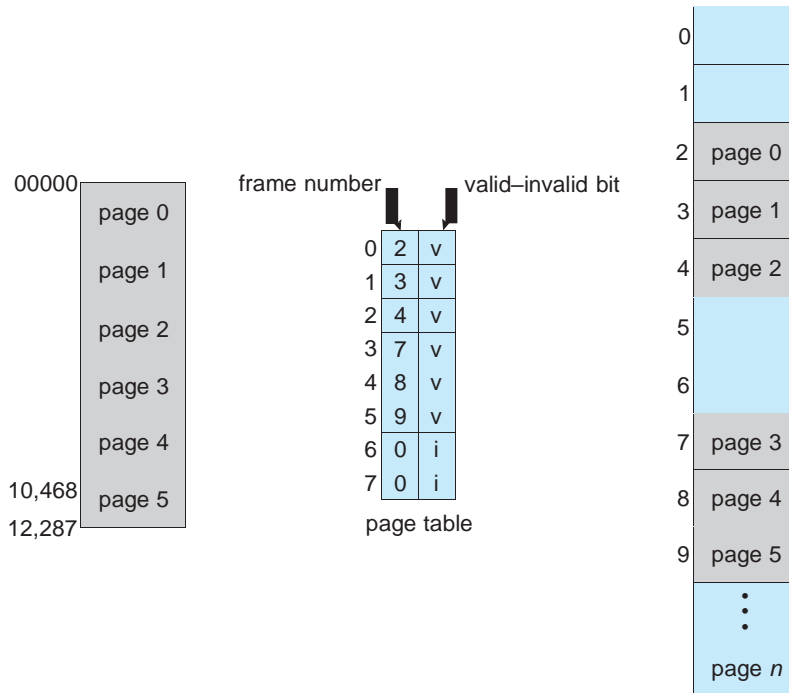 00000
page 0
page 1
page 2
page 3
page 4
10,468
page 5
12,287
frame number
valid–invalid bit
0 2 v
1 3 v
2 4 v
3 7 v
4 8 v
5 9 v
6 0 i
7 0 i
page table
0
1
2 page 0
3 page 1
4 page 2
5
6
7 page 3
8 page 4
9 page 5
page n